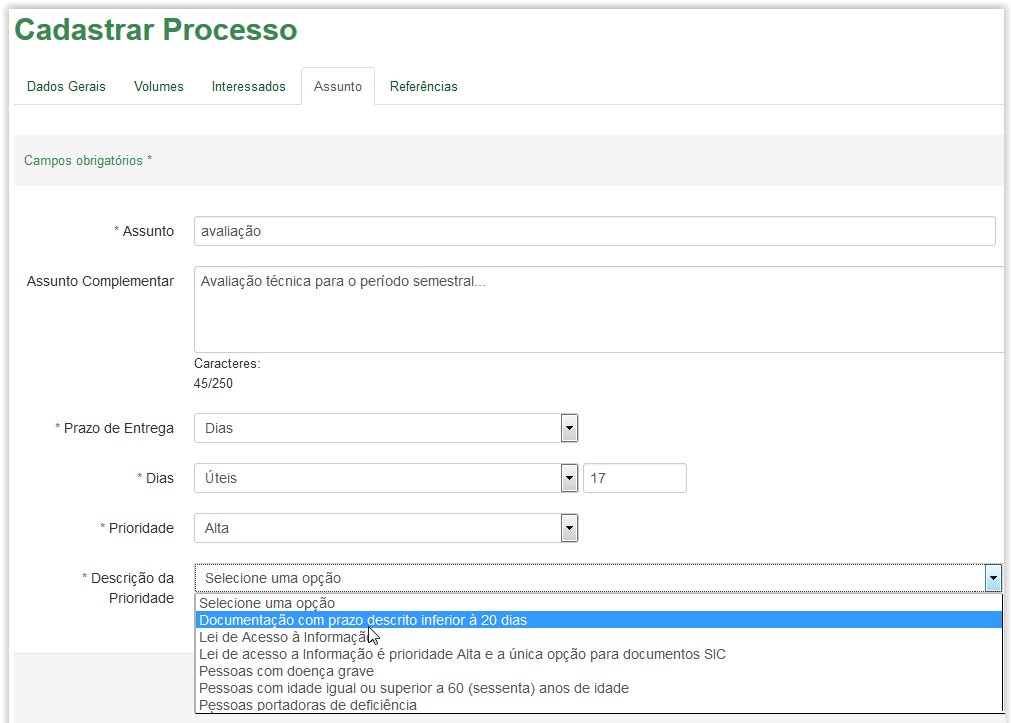 Cadastrar Processo
Dados Gerais Volumes Interessados Assunto Referências
Campos obrigatórios *
* Assunto avaliação
Assunto Complementar Avaliação técnica para o período semestral...
Caracteres:
45/250
* Prazo de Entrega Dias
* Dias Úteis 17
* Prioridade Alta
* Descrição da Prioridade Selecione uma opção
Selecione uma opção
Documentação com prazo descrito inferior à 20 dias
Lei de Acesso à Informação
Lei de acesso a Informação é prioridade Alta e a única opção para documentos SIC
Pessoas com doença grave
Pessoas com idade igual ou superior a 60 (sessenta) anos de idade
Pessoas portadoras de deficiência